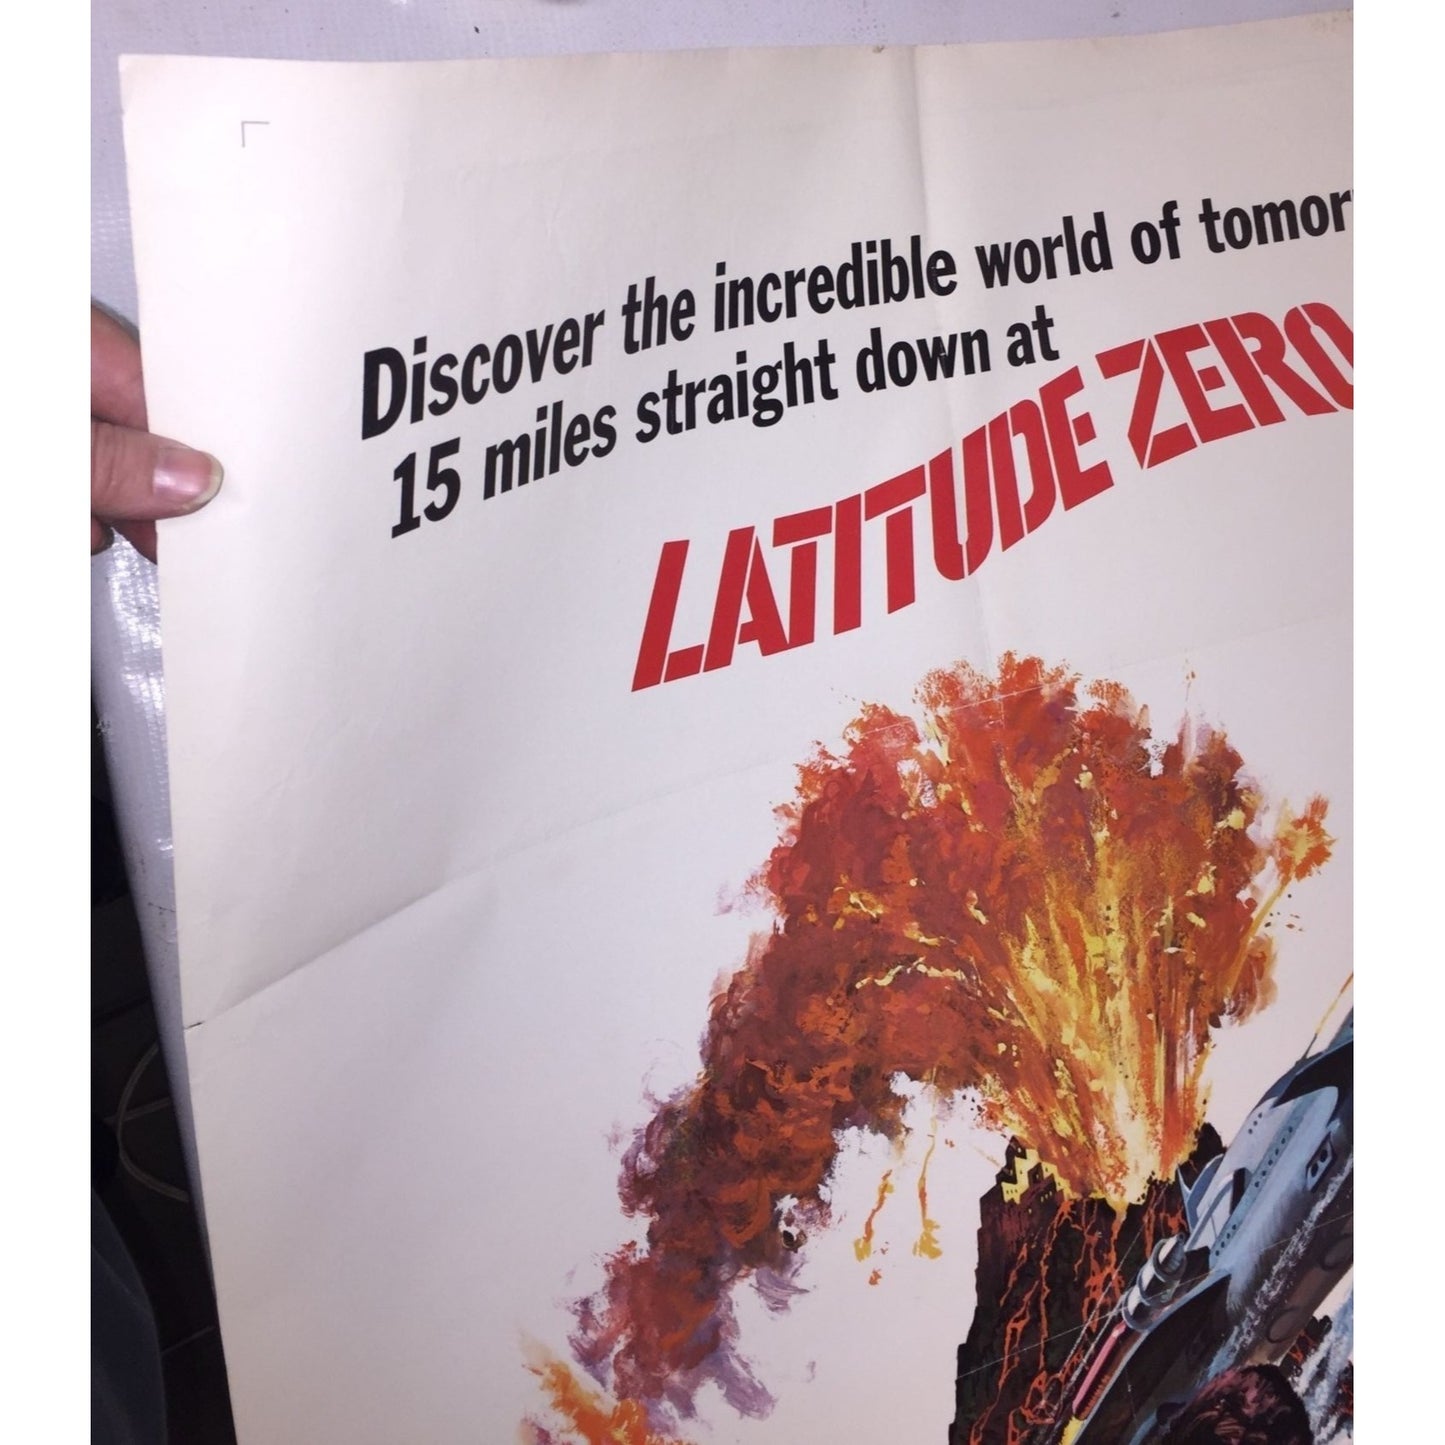 Discover the incredible world of tomor
15 miles straight down at
LATITUDE ZERO